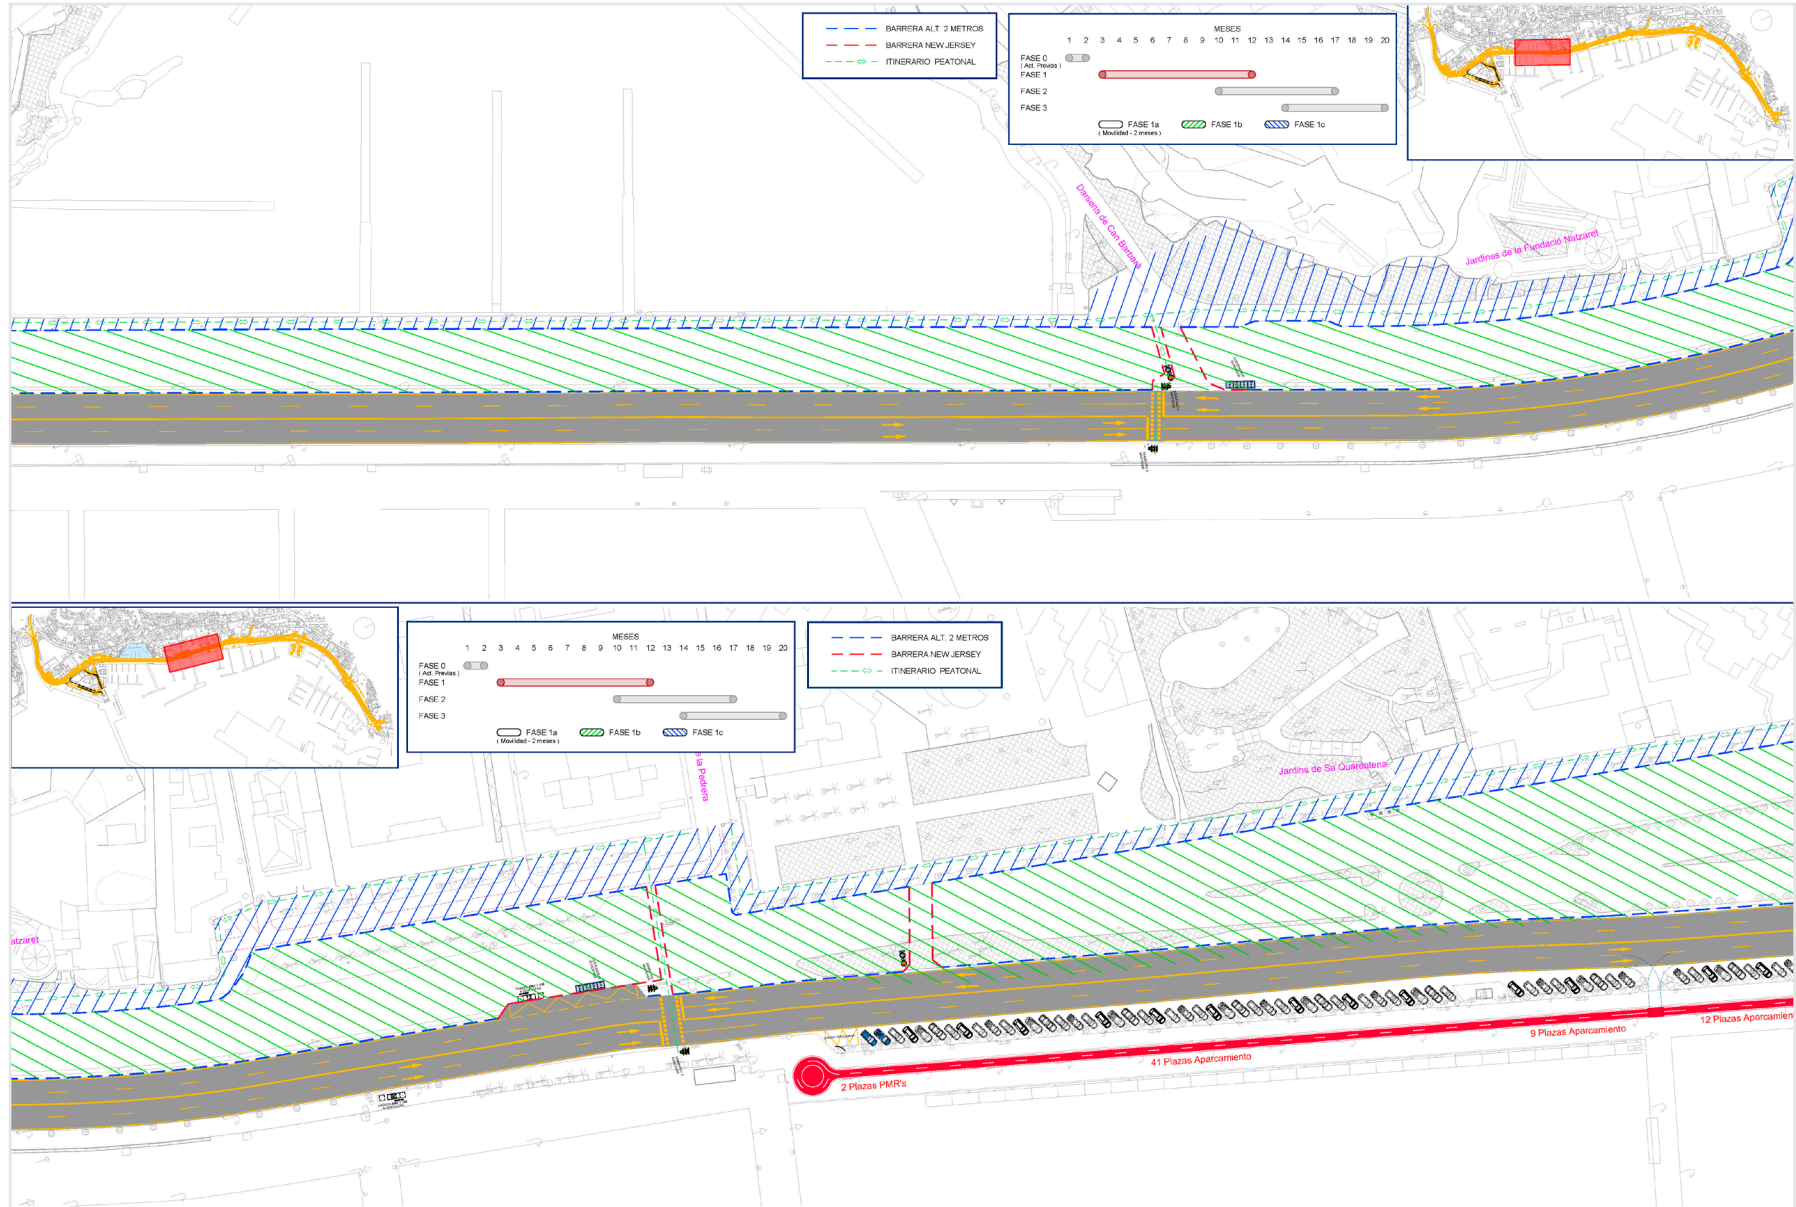 BARRERA ALT. 2 METROS
BARRERA NEW JERSEY
ITINERARIO PEATONAL
MESES
1 2 3 4 5 6 7 8 9 10 11 12 13 14 15 16 17 18 19 20
FASE 0
( Act. Previas )
FASE 1
FASE 2
FASE 3
FASE 1a
( Movilidad - 2 meses )
FASE 1b
FASE 1c
Darsena de Can Barbarà
Jardines de la Fundació Natzaret
MESES
1 2 3 4 5 6 7 8 9 10 11 12 13 14 15 16 17 18 19 20
FASE 0
( Act. Previas )
FASE 1
FASE 2
FASE 3
FASE 1a
( Movilidad - 2 meses )
FASE 1b
FASE 1c
BARRERA ALT. 2 METROS
BARRERA NEW JERSEY
ITINERARIO PEATONAL
la Pedrera
Jardins de Sa Quarentena
atzaret
2 Plazas PMR's
41 Plazas Aparcamiento
9 Plazas Aparcamiento
12 Plazas Aparcamien